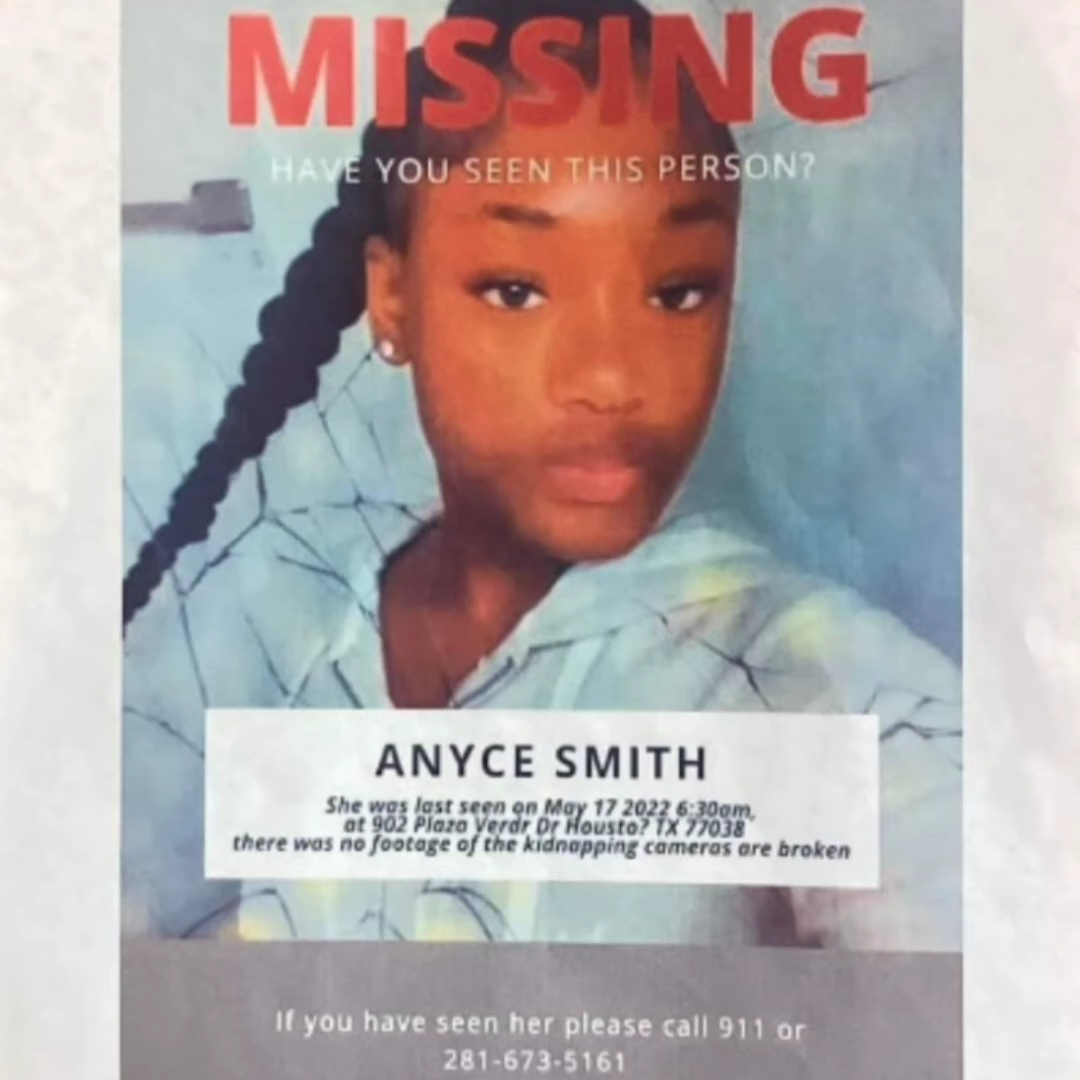 MISSING
HAVE YOU SEEN THIS PERSON?
ANYCE SMITH
She was last seen on May 17 2022 6:30am,
at 902 Plaza Verdr Dr Housto? TX 77038
there was no footage of the kidnapping cameras are broken
If you have seen her please call 911 or
281-673-5161